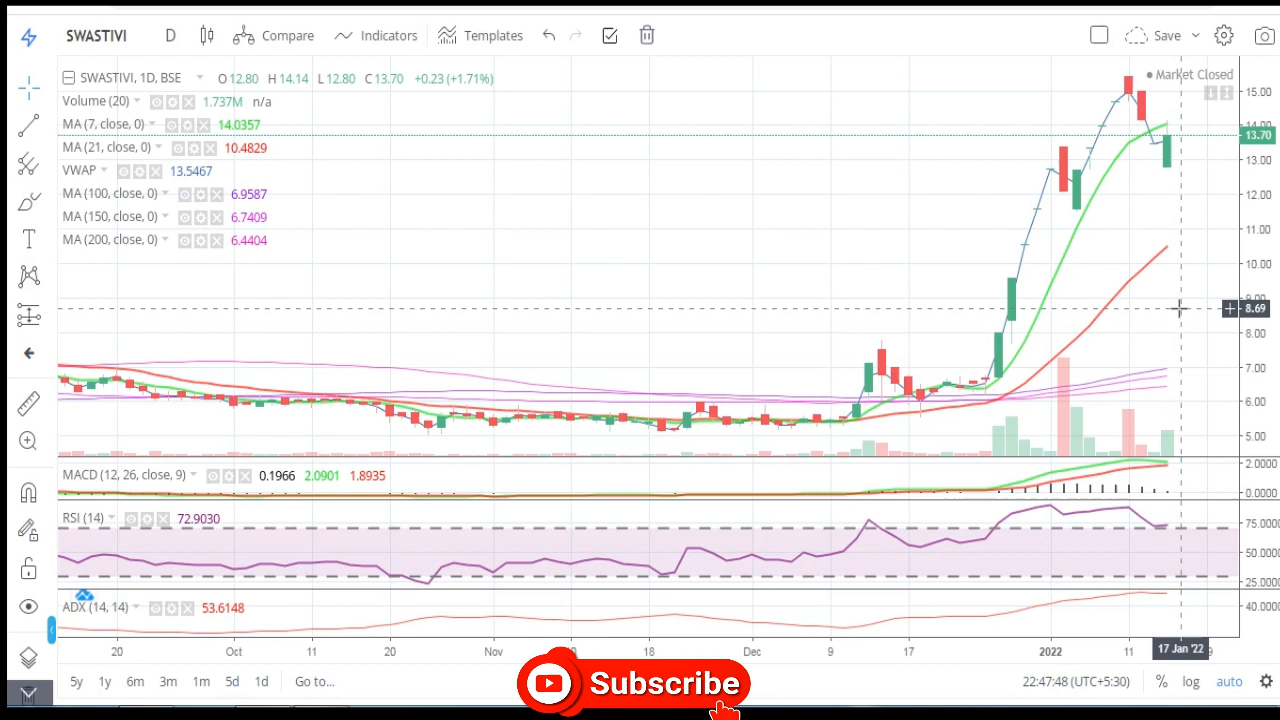 SWASTIVI D Compare Indicators Templates Save
SWASTIVI, 1D, BSE O12.80 H14.14 L12.80 C13.70 +0.23 (+1.71%)
Market Closed
Volume (20) 1.737M n/a
MA (7, close, 0) 14.0357
MA (21, close, 0) 10.4829
VWAP 13.5467
MA (100, close, 0) 6.9587
MA (150, close, 0) 6.7409
MA (200, close, 0) 6.4404
15.00
14.00
13.70
13.00
12.00
11.00
10.00
9.00
8.69
8.00
7.00
6.00
5.00
MACD (12, 26, close, 9) 0.1966 2.0901 1.8935
2.0000
0.0000
RSI (14) 72.9030
75.0000
50.0000
25.0000
ADX (14, 14) 53.6148
40.0000
20 Oct 11 20 Nov 18 Dec 9 17 2022 11 17 Jan '22
5y 1y 6m 3m 1m 5d 1d Go to... 22:47:48 (UTC+5:30) % log auto
Subscribe